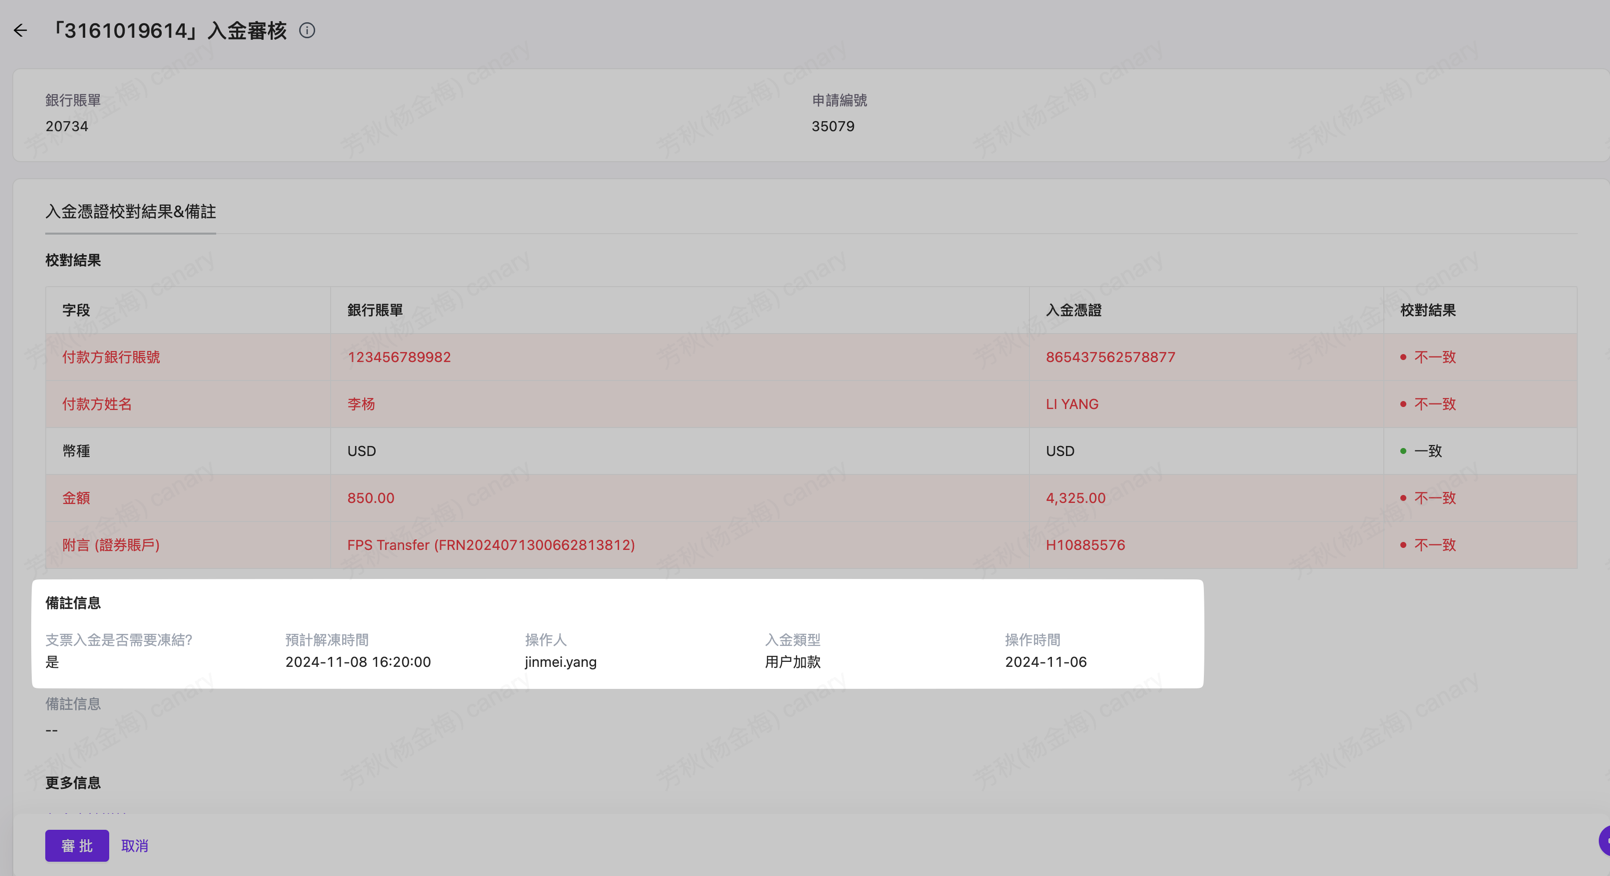 「3161019614」入金審核
銀行賬單
申請編號
20734
35079
入金憑證校對結果&備註
校對結果
字段 銀行賬單 入金憑證 校對結果
付款方銀行賬號 123456789982 865437562578877 不一致
付款方姓名 李杨 LI YANG 不一致
幣種 USD USD 一致
金額 850.00 4,325.00 不一致
附言 (證券賬戶) FPS Transfer (FRN2024071300662813812) H10885576 不一致
備註信息
支票入金是否需要凍結? 預計解凍時間 操作人 入金類型 操作時間
是 2024-11-08 16:20:00 jinmei.yang 用户加款 2024-11-06
備註信息
--
更多信息
審 批 取消
芳秋(杨金梅) canary